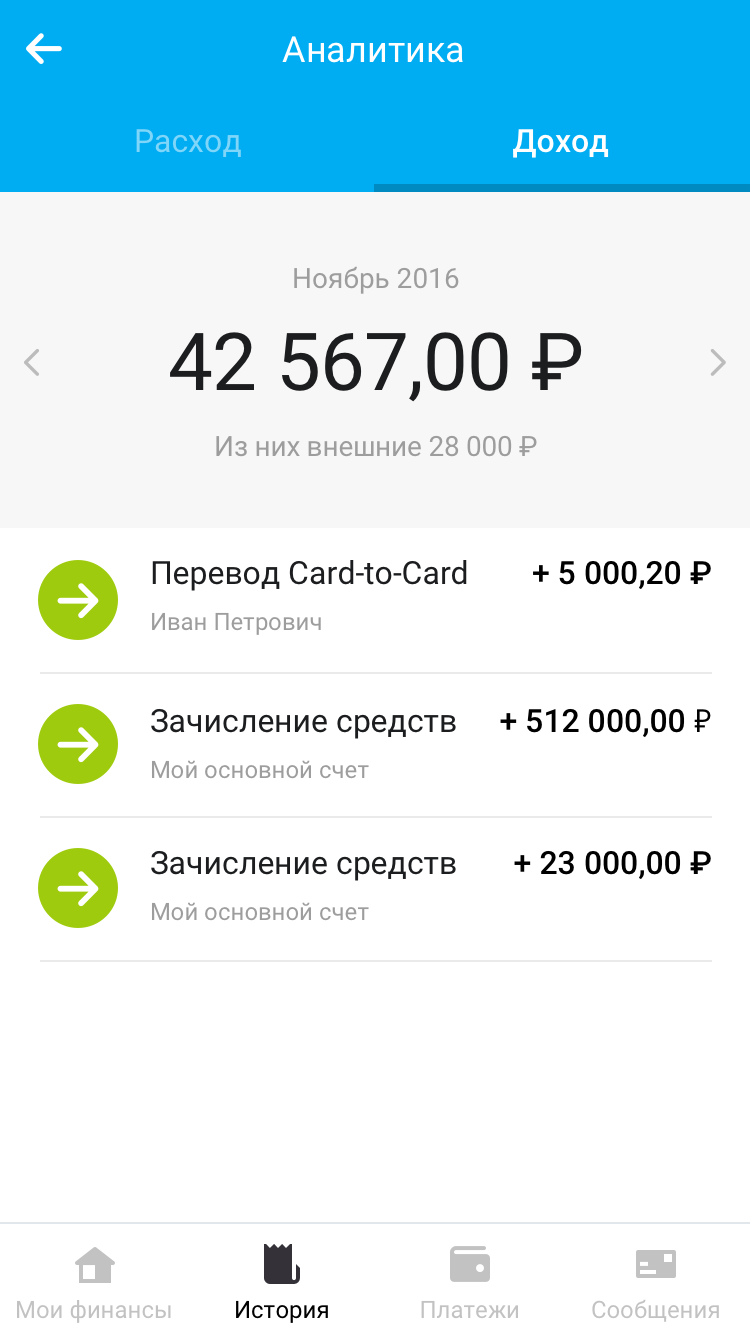 Аналитика
Расход
Доход
Ноябрь 2016
42 567,00 ₽
Из них внешние 28 000 ₽
Перевод Card-to-Card
+ 5 000,20 ₽
Иван Петрович
Зачисление средств
+ 512 000,00 ₽
Мой основной счет
Зачисление средств
+ 23 000,00 ₽
Мой основной счет
Мои финансы
История
Платежи
Сообщения